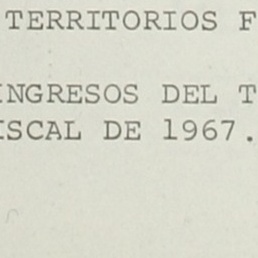 TERRITORIOS F
INGRESOS DEL T
ISCAL DE 1967.